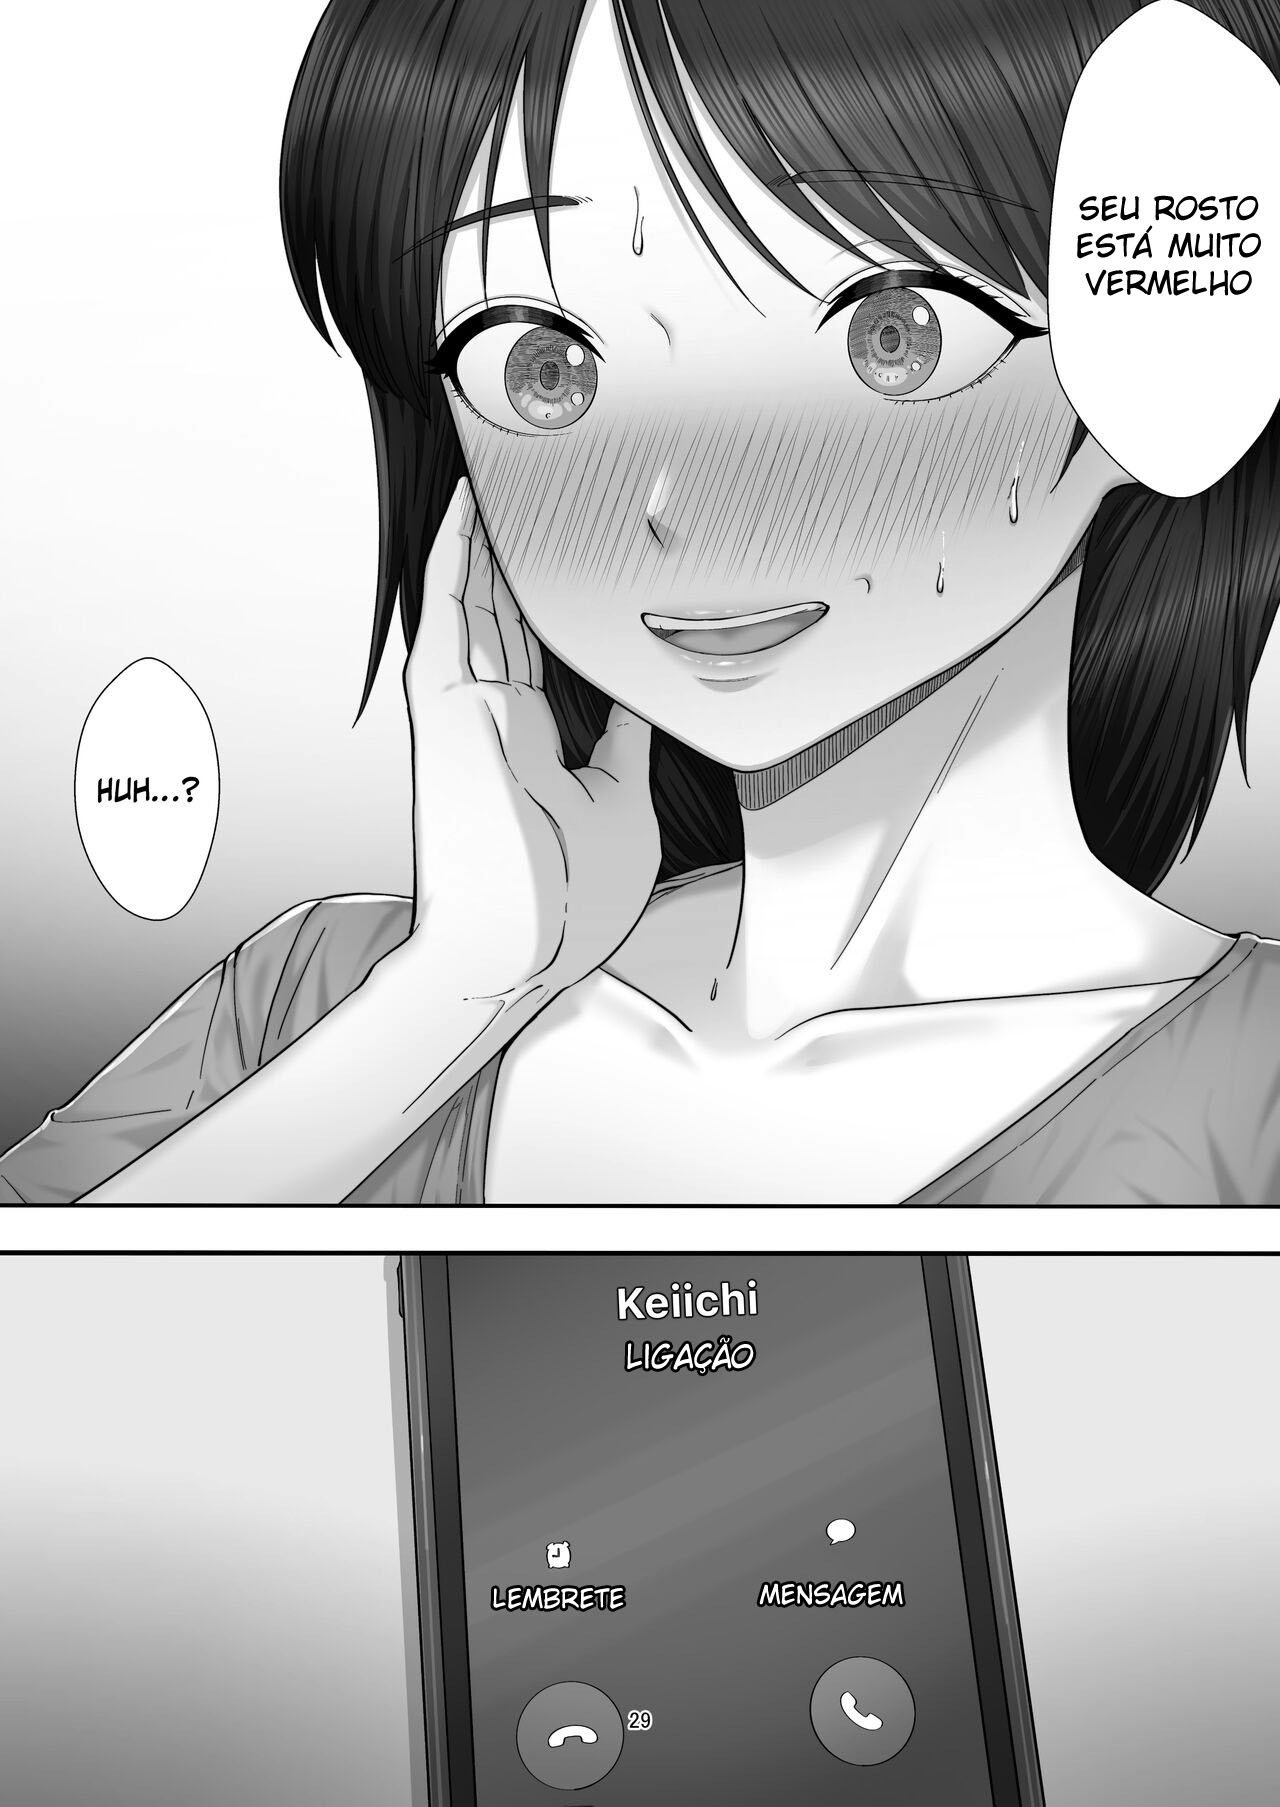 SEU ROSTO
ESTÁ MUITO
VERMELHO
HUH...?
Keiichi
LIGAÇÃO
LEMBRETE
MENSAGEM
29